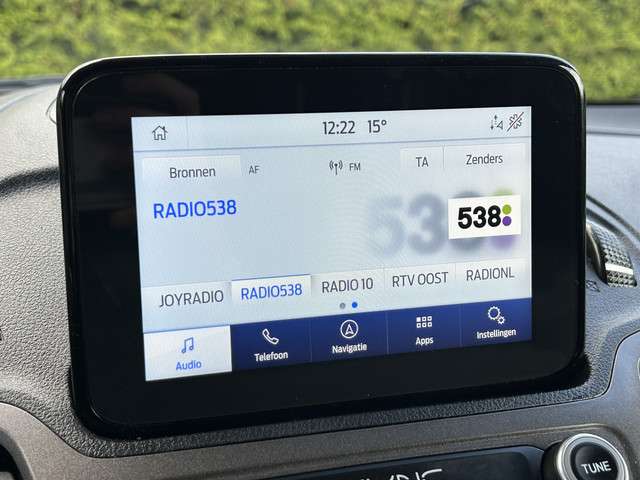 12:22 15°
Bronnen AF FM TA Zenders
RADIO538
538
538
JOYRADIO RADIO538 RADIO 10 RTV OOST RADIONL
Audio Telefoon Navigatie Apps Instellingen
TUNE